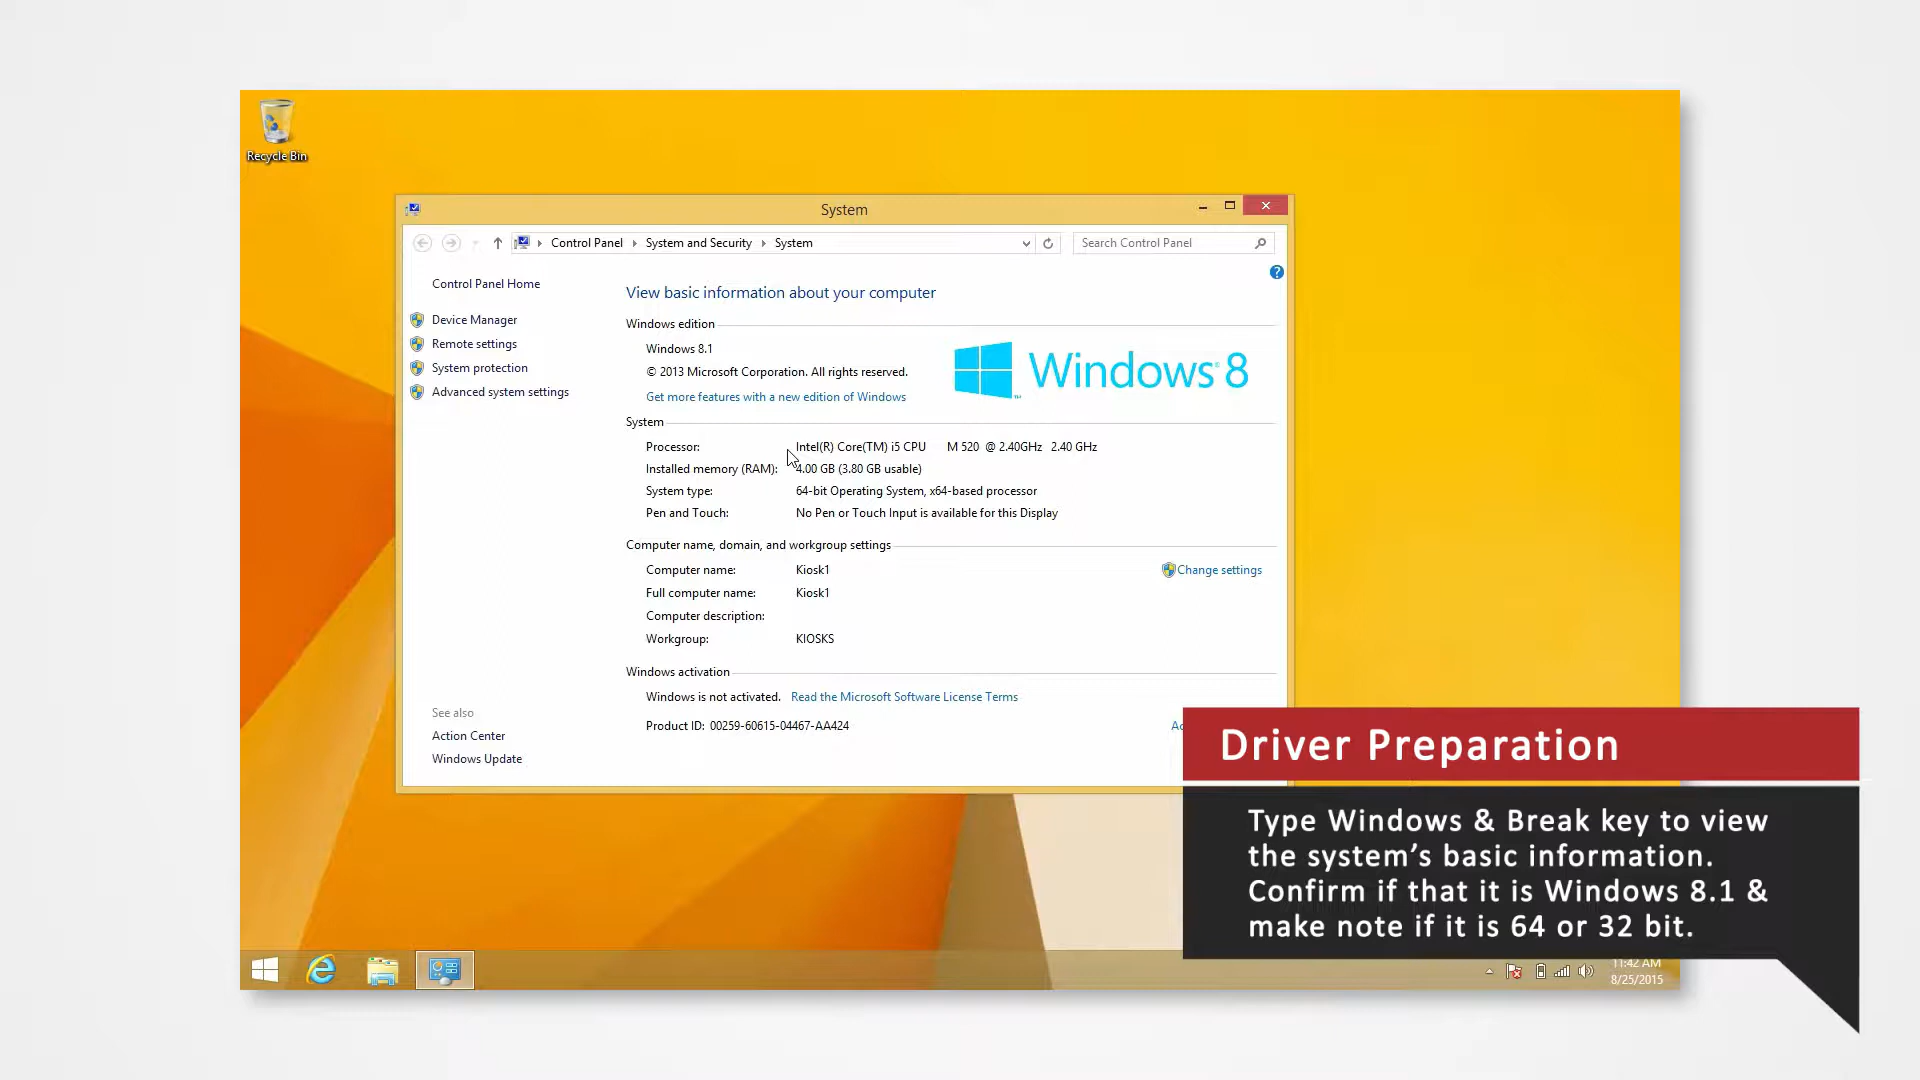 Recycle Bin
System
Control Panel
System and Security
System
Search Control Panel
Control Panel Home
Device Manager
Remote settings
System protection
Advanced system settings
See also
Action Center
Windows Update
View basic information about your computer
Windows edition
Windows 8.1
© 2013 Microsoft Corporation. All rights reserved.
Get more features with a new edition of Windows
Windows® 8
System
Processor: Intel(R) Core(TM) i5 CPU M 520 @ 2.40GHz 2.40 GHz
Installed memory (RAM): 4.00 GB (3.80 GB usable)
System type: 64-bit Operating System, x64-based processor
Pen and Touch: No Pen or Touch Input is available for this Display
Computer name, domain, and workgroup settings
Computer name: Kiosk1
Change settings
Full computer name: Kiosk1
Computer description:
Workgroup: KIOSKS
Windows activation
Windows is not activated. Read the Microsoft Software License Terms
Product ID: 00259-60615-04467-AA424
Driver Preparation
Type Windows & Break key to view
the system’s basic information.
Confirm if that it is Windows 8.1 &
make note if it is 64 or 32 bit.
11:42 AM
8/25/2015